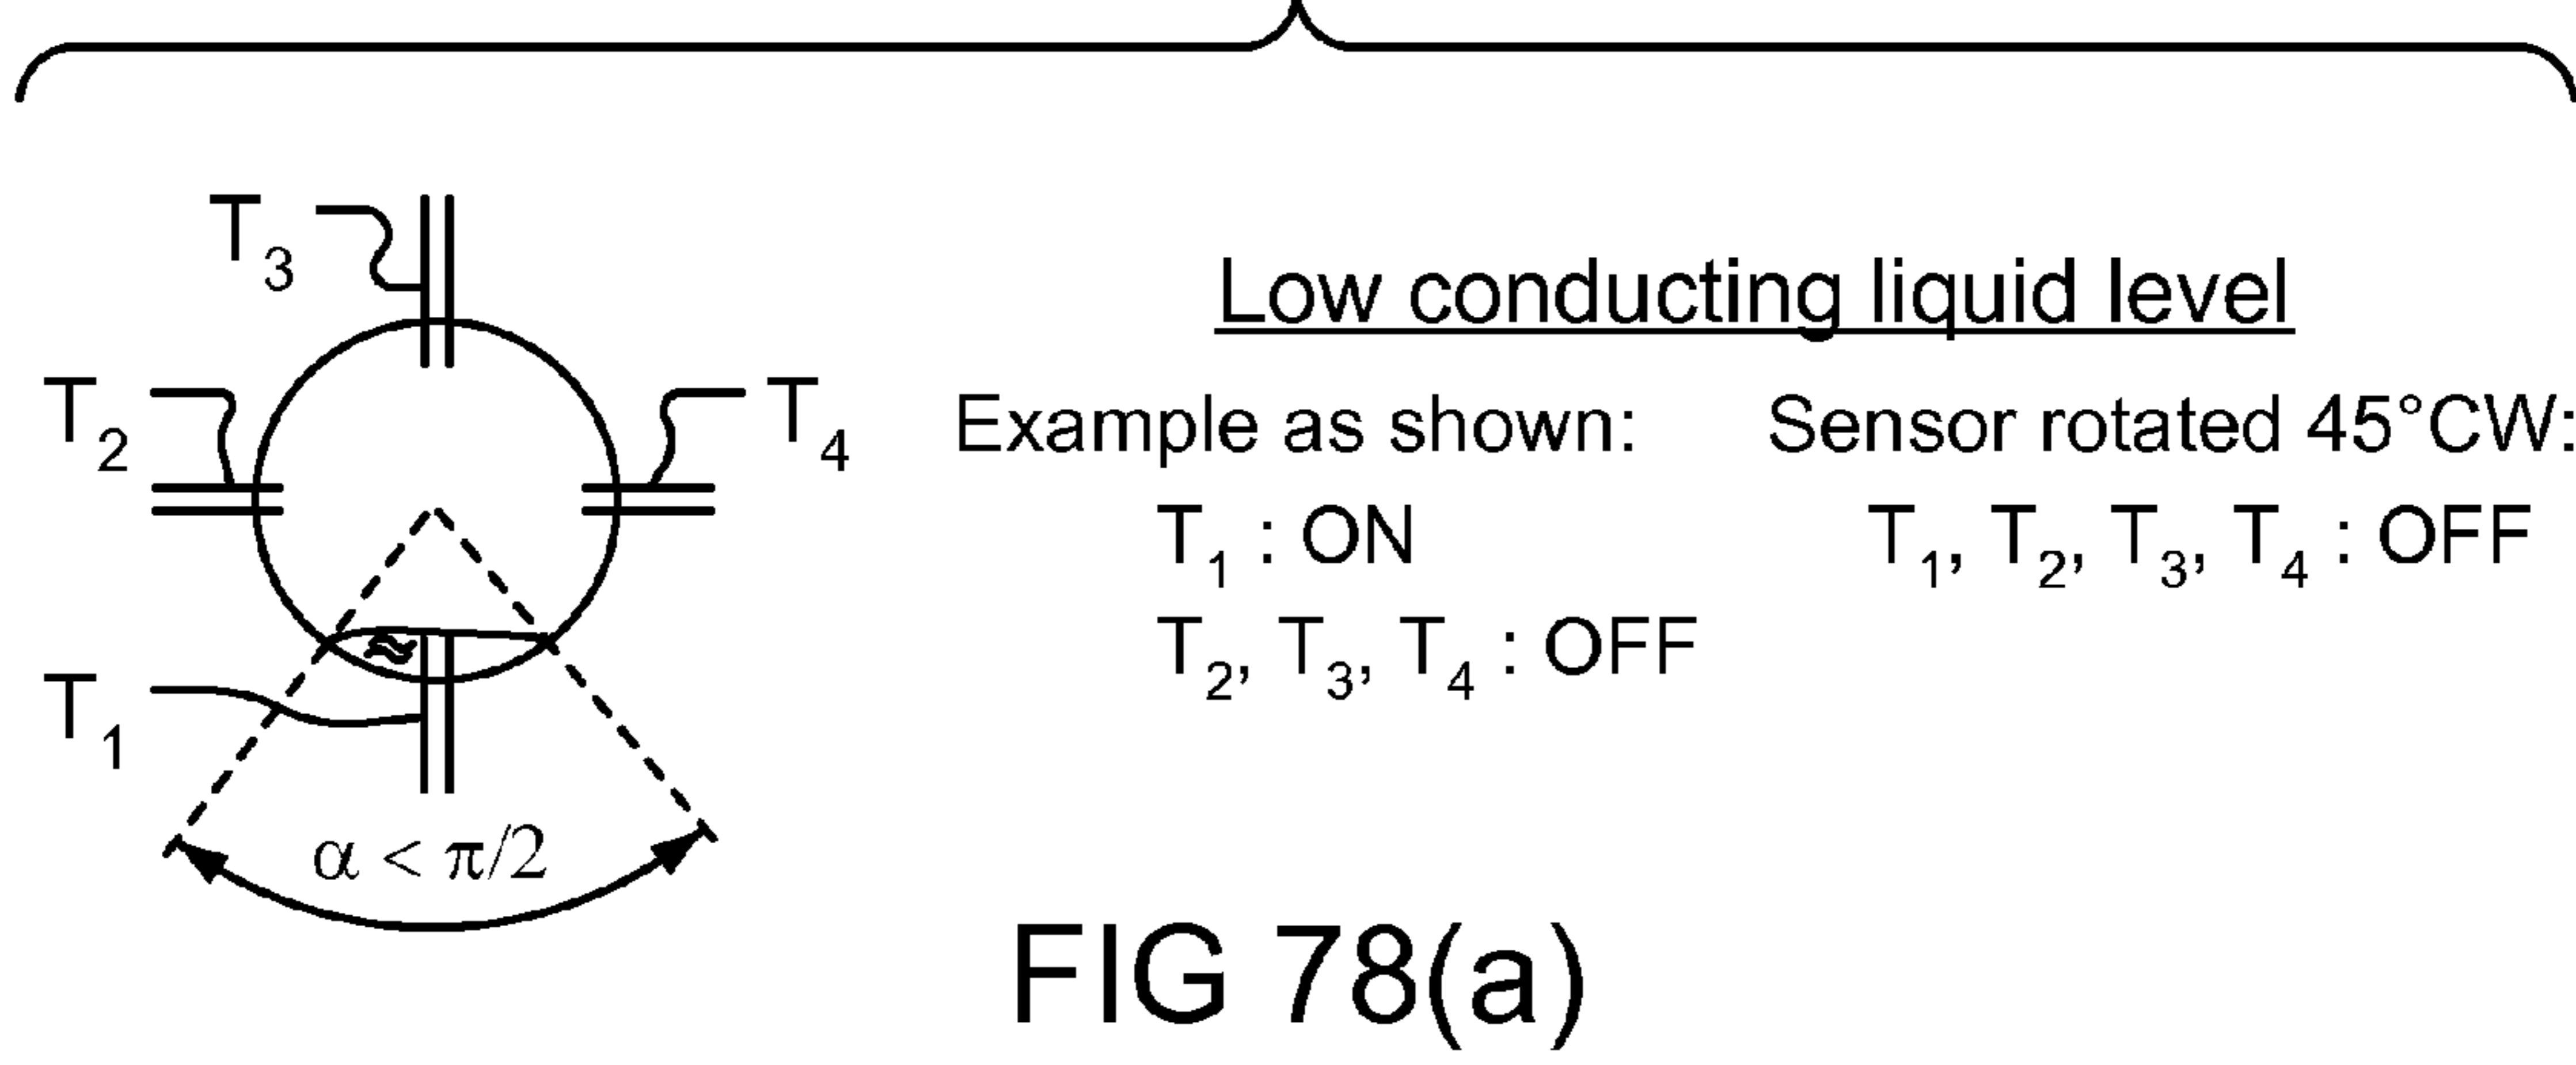 T3
Low conducting liquid level
T2
T4
Example as shown:
Sensor rotated 45°CW:
T1 : ON
T1, T2, T3, T4 : OFF
T2, T3, T4 : OFF
T1
α < π/2
FIG 78(a)